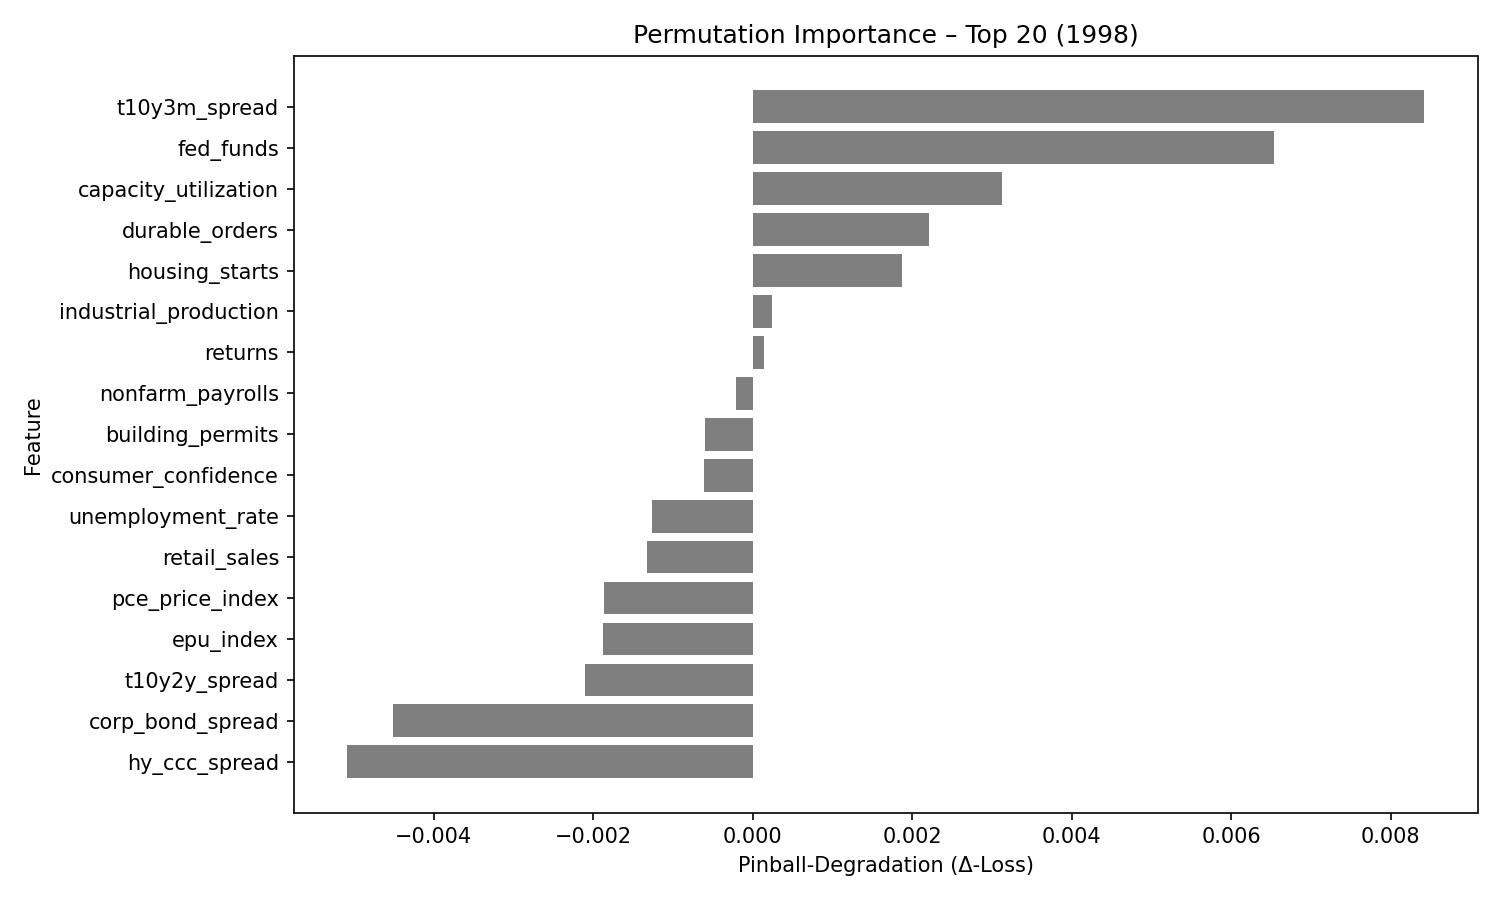 Permutation Importance – Top 20 (1998)
t10y3m_spread
fed_funds
capacity_utilization
durable_orders
housing_starts
industrial_production
returns
nonfarm_payrolls
building_permits
consumer_confidence
unemployment_rate
retail_sales
pce_price_index
epu_index
t10y2y_spread
corp_bond_spread
hy_ccc_spread
Feature
−0.004 −0.002 0.000 0.002 0.004 0.006 0.008
Pinball-Degradation (Δ-Loss)